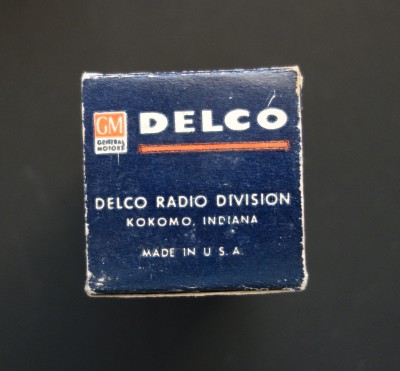 GM DELCO
GENERAL
MOTORS
DELCO RADIO DIVISION
KOKOMO, INDIANA
MADE IN U.S.A.